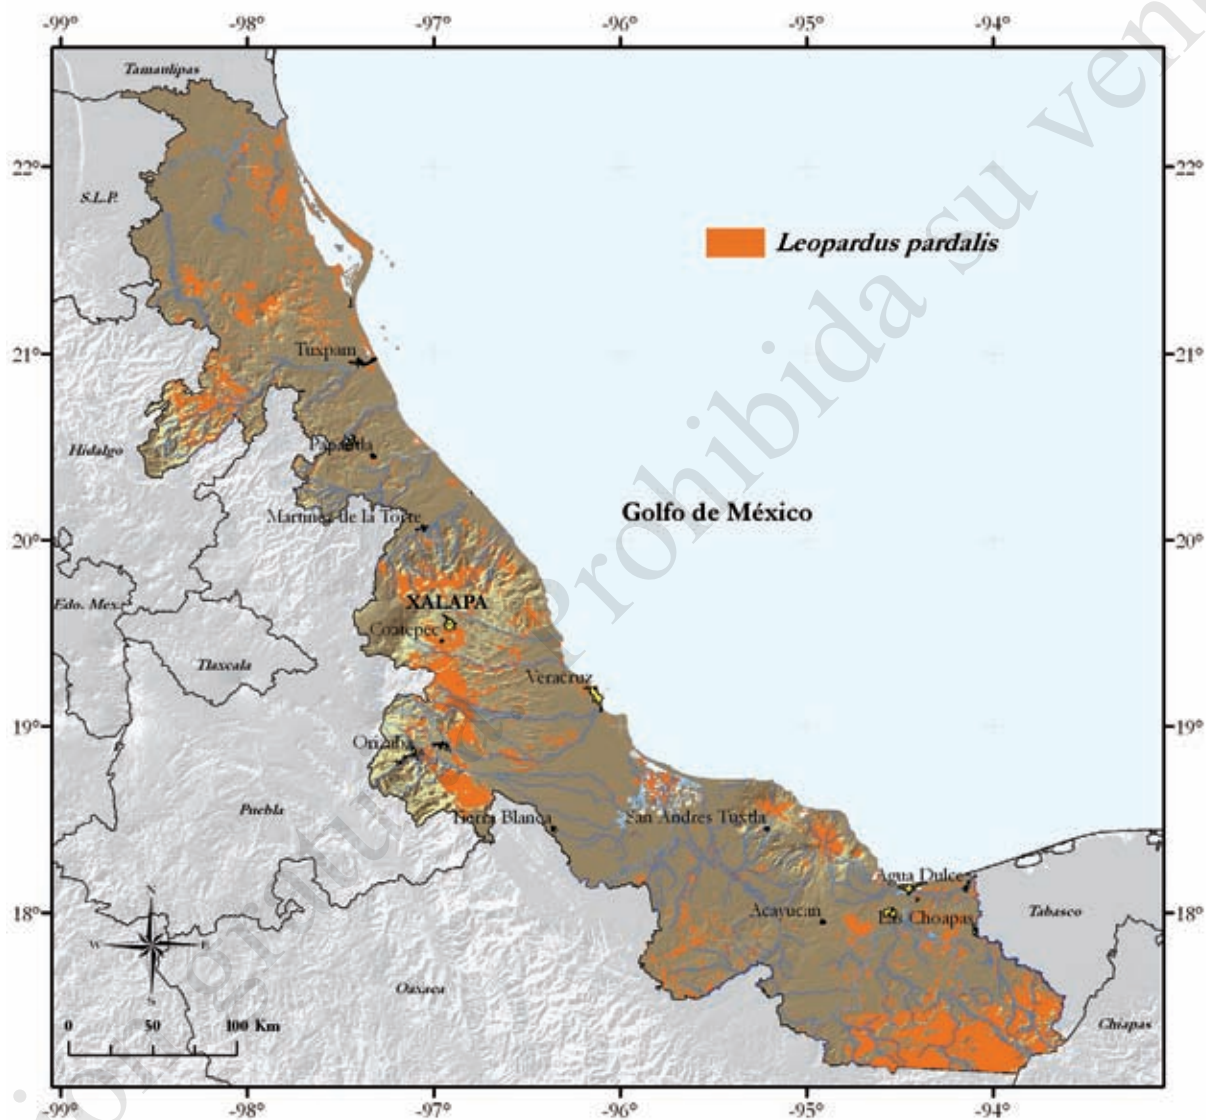 -99° -98° -97° -96° -95° -94°
Tamaulipas
22° 22°
S.L.P.
Leopardus pardalis
21° 21°
Tuxpam
Hidalgo
Papantla
Golfo de México
Martinez de la Torre
20° 20°
Edo. Mex.
XALAPA
Coatepec
Tlaxcala
Veracruz
19° 19°
Orizaba
Puebla
Tierra Blanca
San Andres Tuxtla
Agua Dulce
18° 18°
Acayucan
Las Choapas
Tabasco
N
W E
S
Oaxaca
Chiapas
0 50 100 Km
-99° -98° -97° -96° -95° -94°
Prohibida su